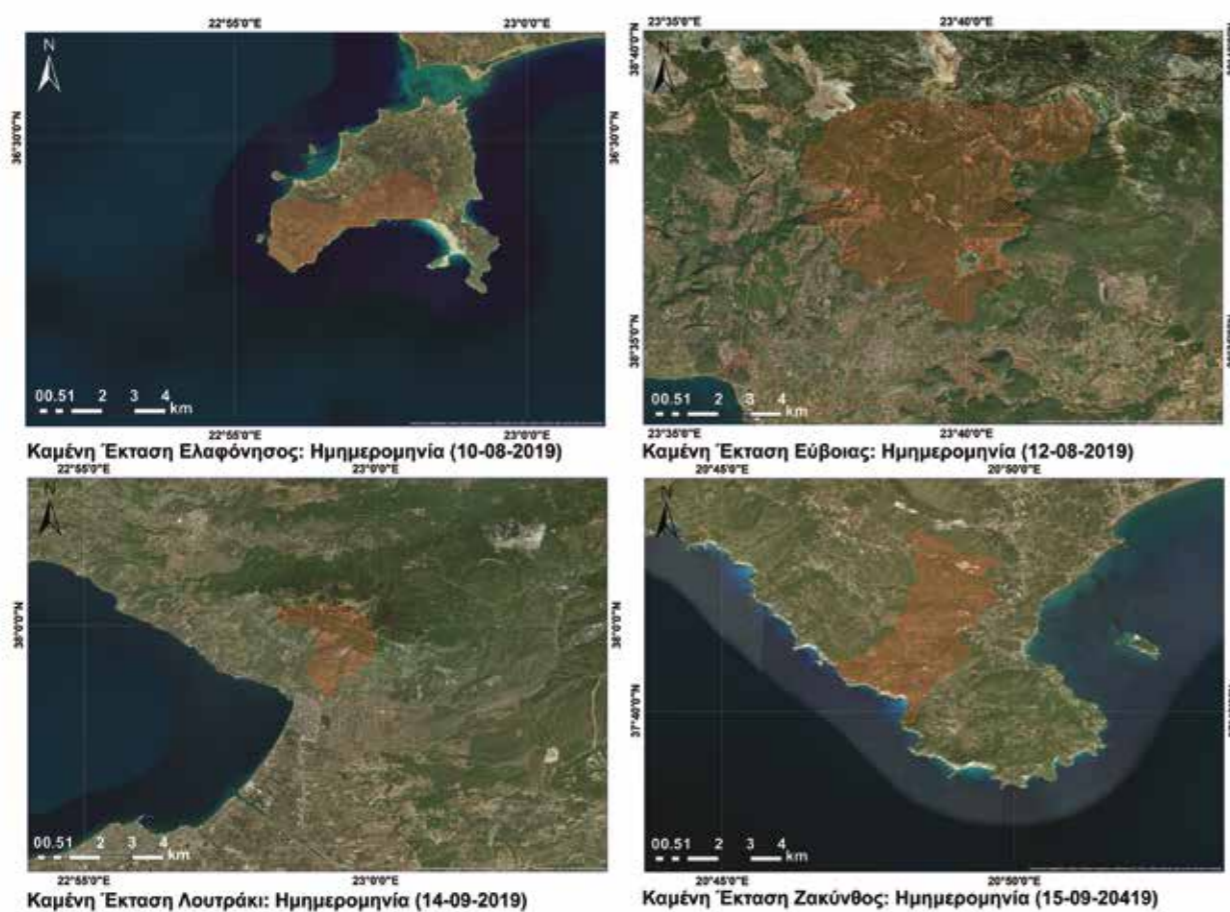 22°55'0"E 23°0'0"E
N
36°30'0"N 36°30'0"N
00.51 2 3 4
km
22°55'0"E 23°0'0"E
Καμένη Έκταση Ελαφόνησος: Ημημερομηνία (10-08-2019)
23°35'0"E 23°40'0"E
N
38°40'0"N
38°35'0"N
00.51 2 3 4
km
23°35'0"E 23°40'0"E
Καμένη Έκταση Εύβοιας: Ημημερομηνία (12-08-2019)
22°55'0"E 23°0'0"E
N
38°0'0"N 38°0'0"N
00.51 2 3 4
km
22°55'0"E 23°0'0"E
Καμένη Έκταση Λουτράκι: Ημημερομηνία (14-09-2019)
20°45'0"E 20°50'0"E
N
37°40'0"N
00.51 2 3 4
km
20°45'0"E 20°50'0"E
Καμένη Έκταση Ζακύνθος: Ημημερομηνία (15-09-20419)